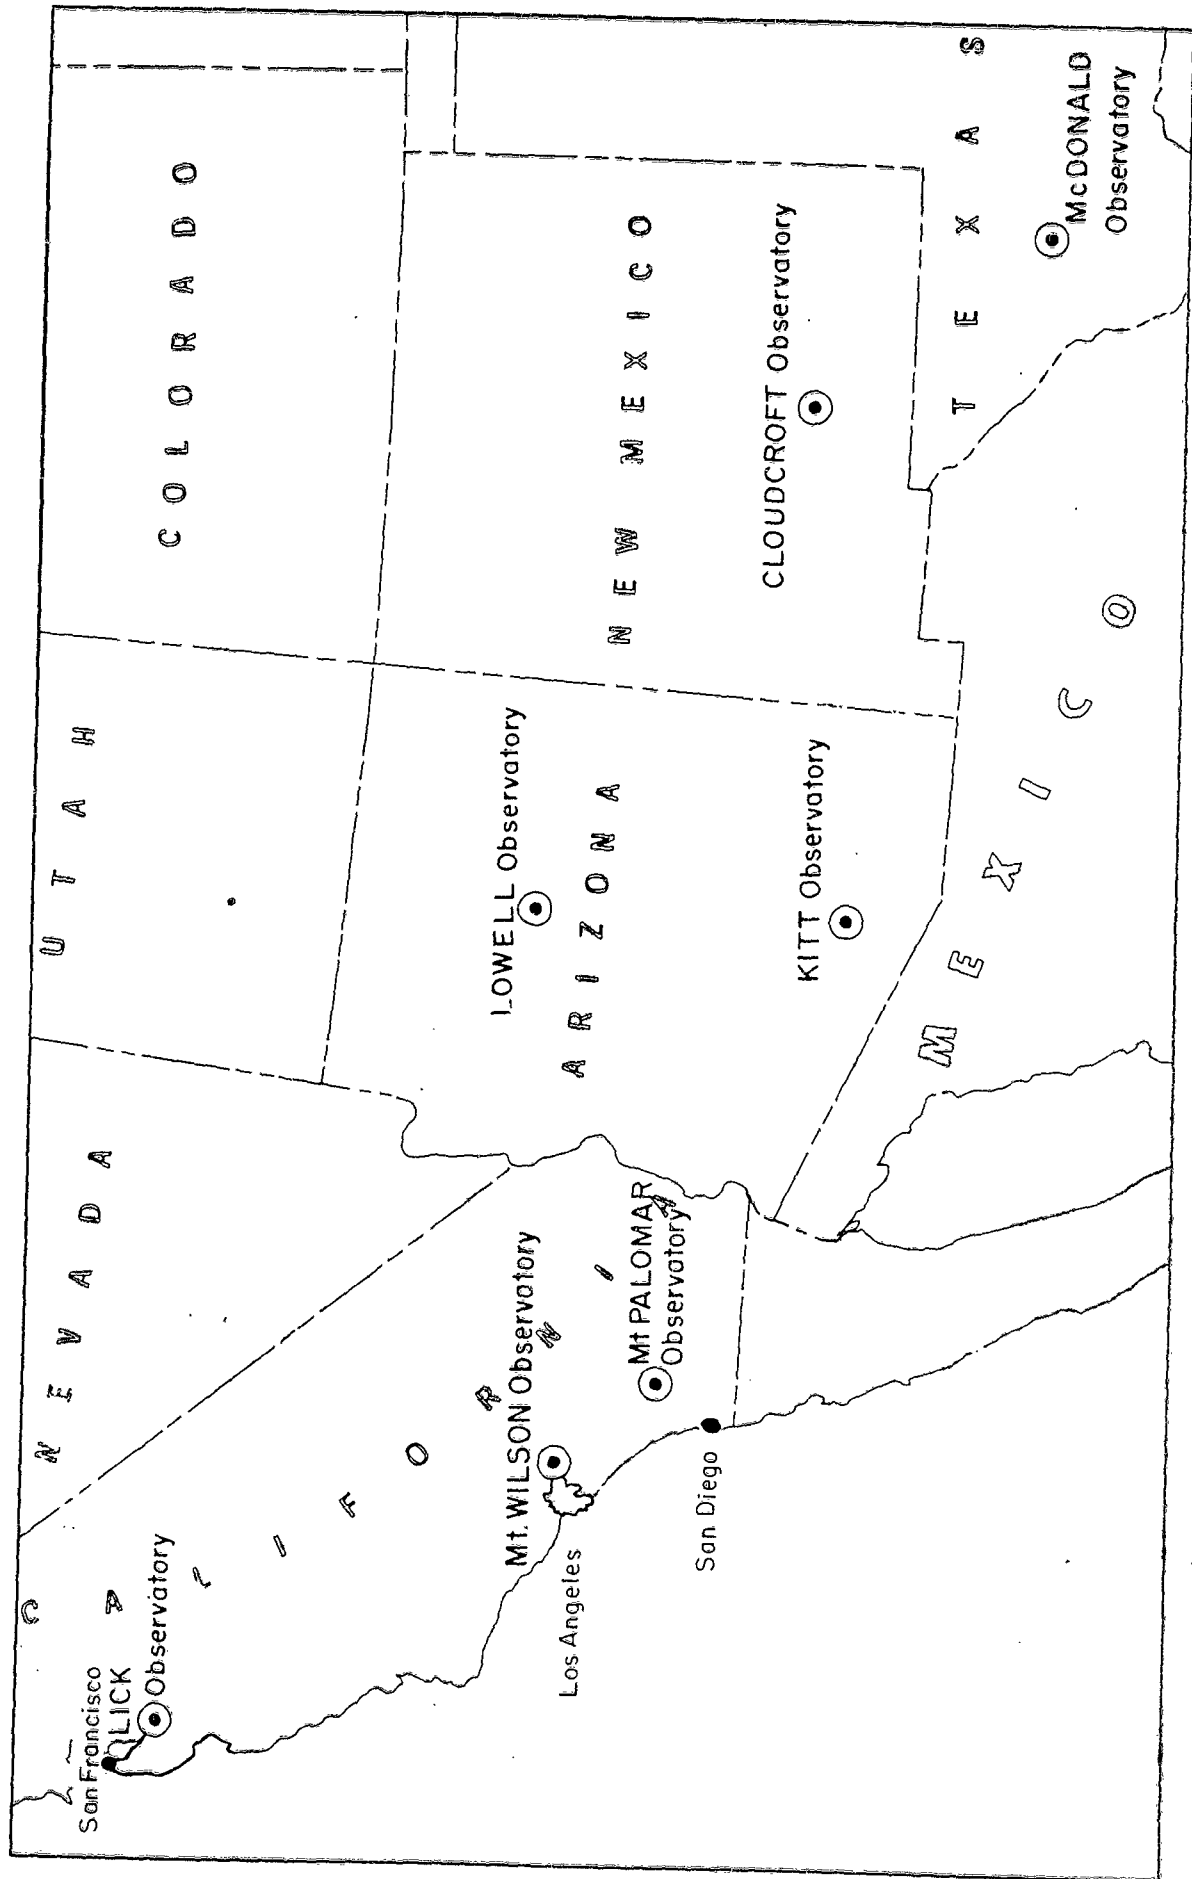 San Francisco
LICK
Observatory
CALIFORNIA
NEVADA
UTAH
COLORADO
LOWELL Observatory
ARIZONA
NEW MEXICO
Mt. WILSON Observatory
Los Angeles
Mt PALOMAR
Observatory
San Diego
KITT Observatory
CLOUDCROFT Observatory
TEXAS
McDONALD
Observatory
MEXICO